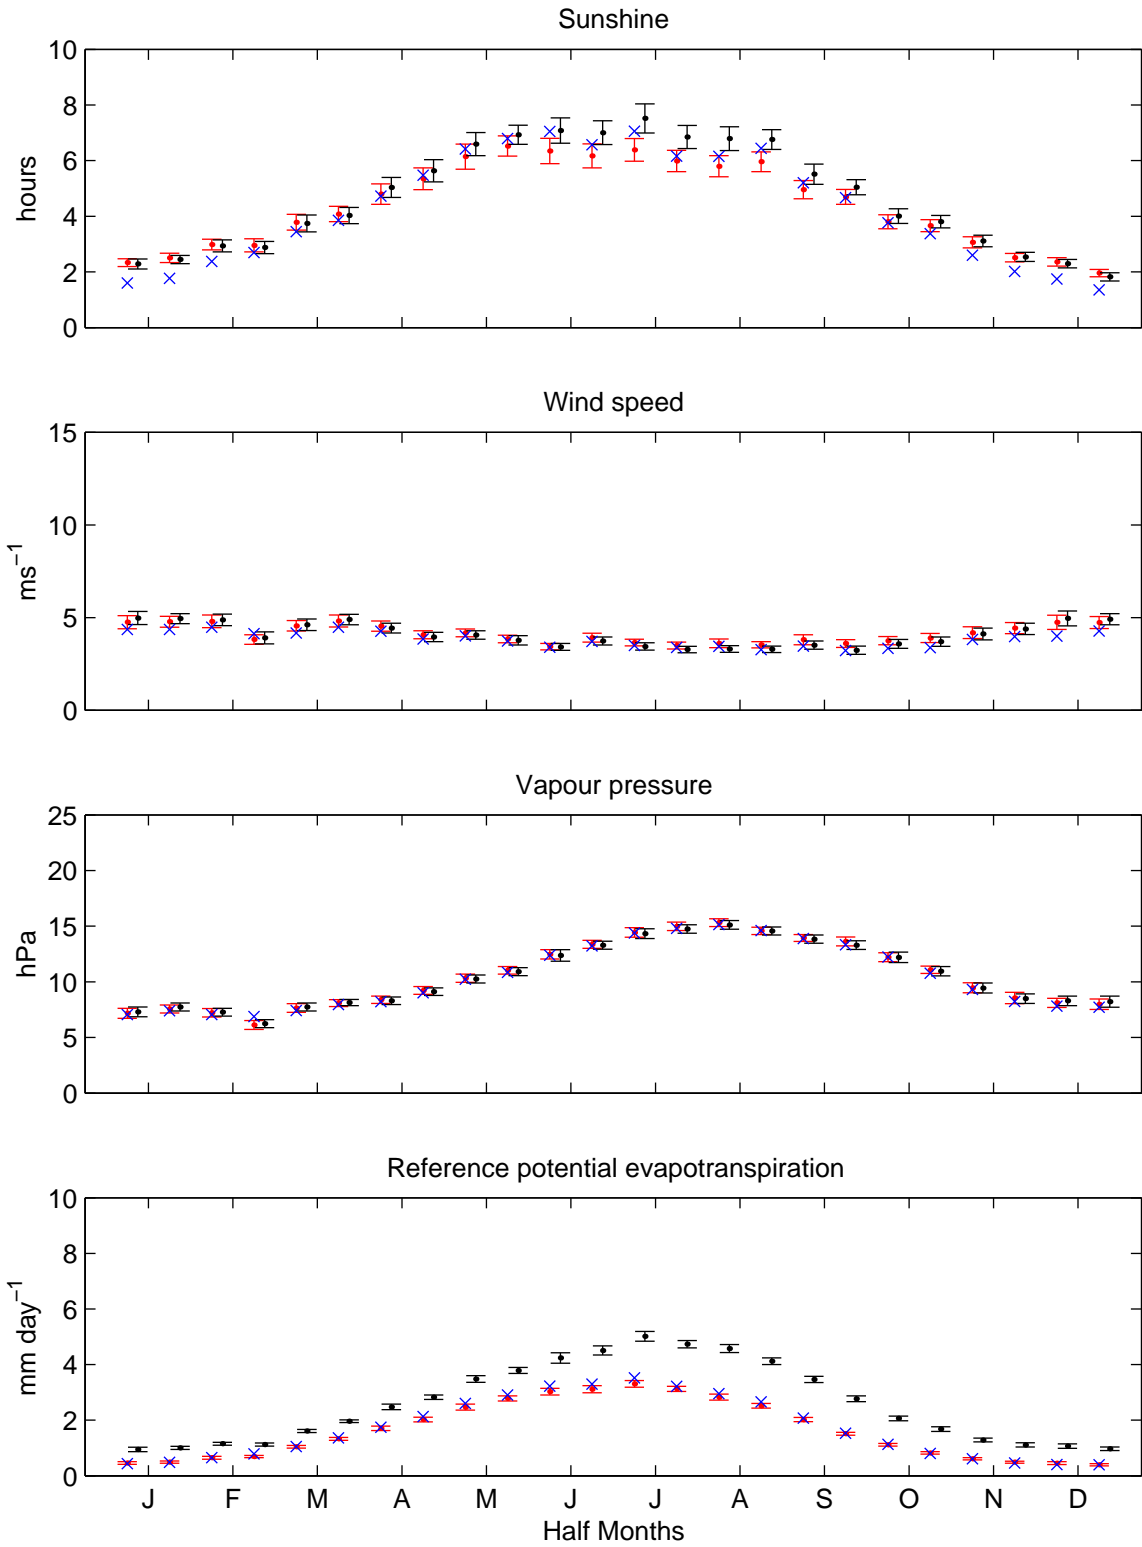 Sunshine
10
8
6
4
2
0
hours
Wind speed
15
10
5
0
ms⁻¹
Vapour pressure
25
20
15
10
5
0
hPa
Reference potential evapotranspiration
10
8
6
4
2
0
mm day⁻¹
J F M A M J J A S O N D
Half Months